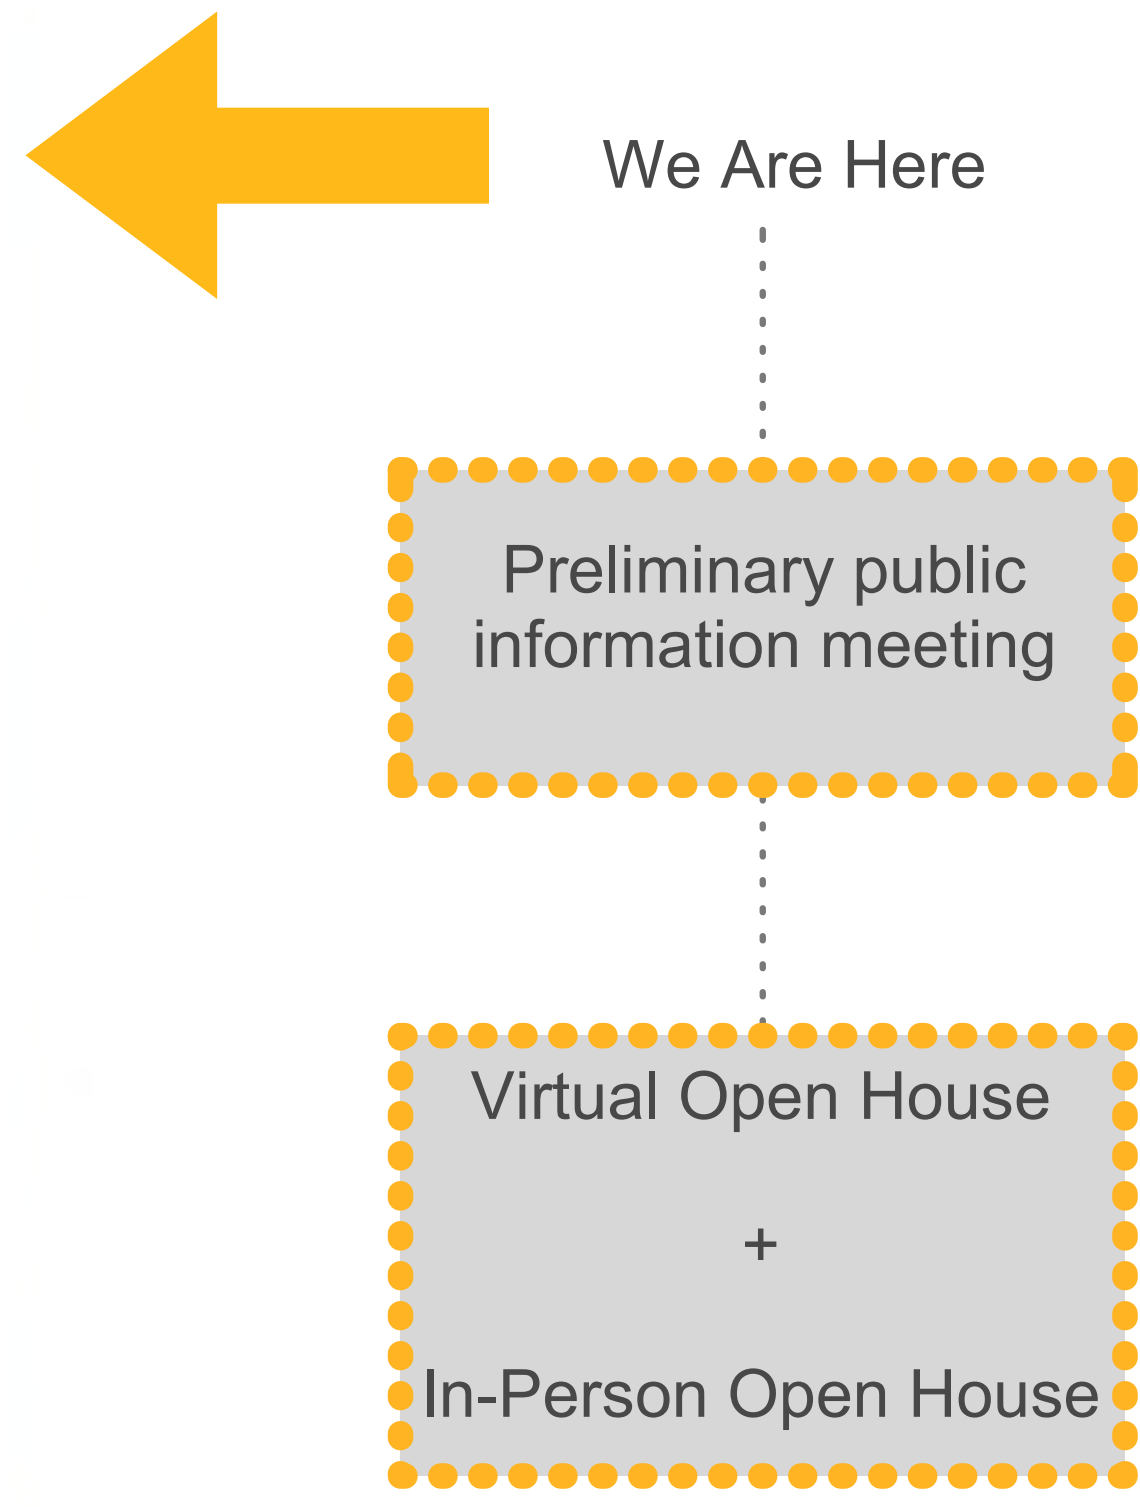 We Are Here
Preliminary public
information meeting
Virtual Open House
+
In-Person Open House